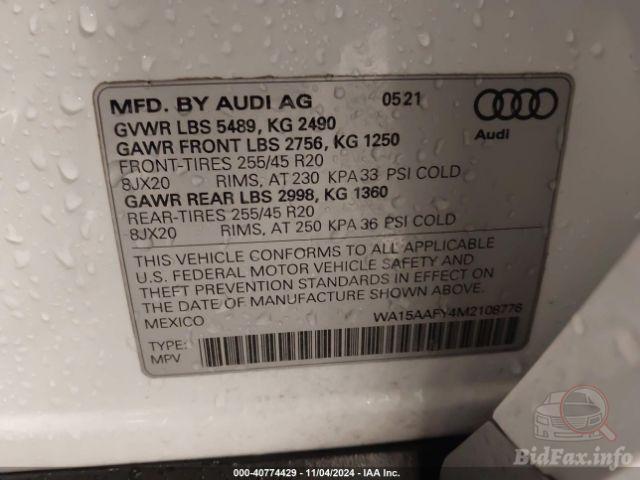 MFD. BY AUDI AG 0521
Audi
GVWR LBS 5489, KG 2490
GAWR FRONT LBS 2756, KG 1250
FRONT-TIRES 255/45 R20
8JX20 RIMS, AT 230 KPA 33 PSI COLD
GAWR REAR LBS 2998, KG 1360
REAR-TIRES 255/45 R20
8JX20 RIMS, AT 250 KPA 36 PSI COLD
THIS VEHICLE CONFORMS TO ALL APPLICABLE
U.S. FEDERAL MOTOR VEHICLE SAFETY AND
THEFT PREVENTION STANDARDS IN EFFECT ON
THE DATE OF MANUFACTURE SHOWN ABOVE.
MEXICO WA15AAFY4M2108776
TYPE:
MPV
BidFax.info
000-40774429 - 11/04/2024 - IAA Inc.